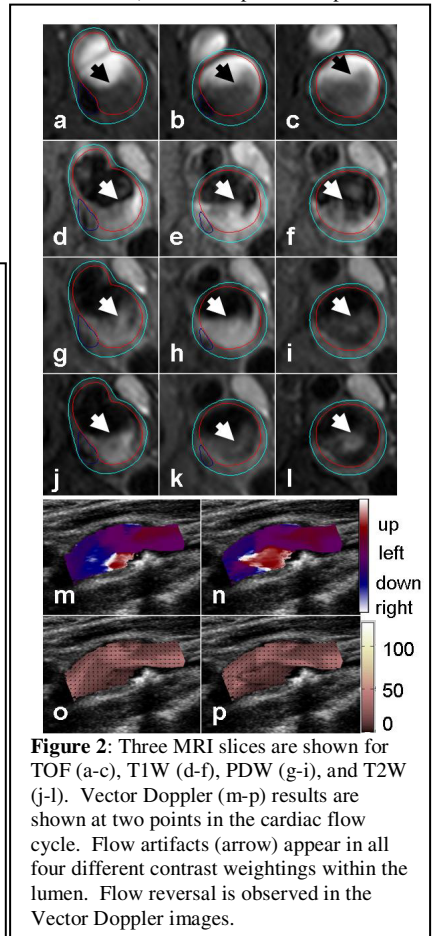 a b c
d e f
g h i
j k l
m n
up
left
down
right
o p
100
50
0
Figure 2: Three MRI slices are shown for
TOF (a-c), T1W (d-f), PDW (g-i), and T2W
(j-l).  Vector Doppler (m-p) results are
shown at two points in the cardiac flow
cycle.  Flow artifacts (arrow) appear in all
four different contrast weightings within the
lumen.  Flow reversal is observed in the
Vector Doppler images.